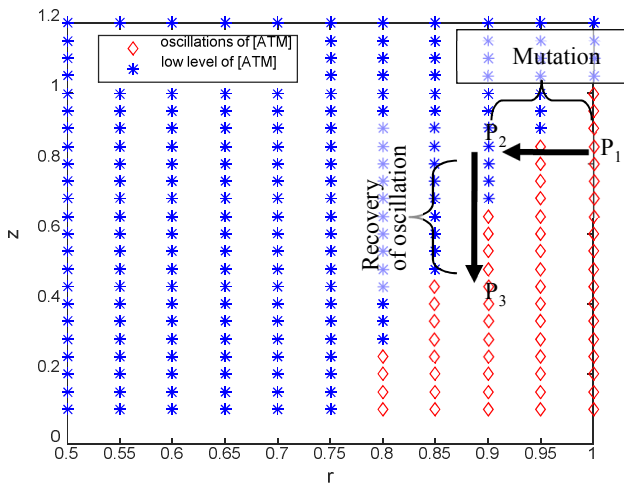 1.2
oscillations of [ATM]
low level of [ATM]
Mutation
1
P2
P1
0.8
Recovery
of oscillation
z
0.6
0.4
P3
0.2
0
0.5 0.55 0.6 0.65 0.7 0.75 0.8 0.85 0.9 0.95 1
r